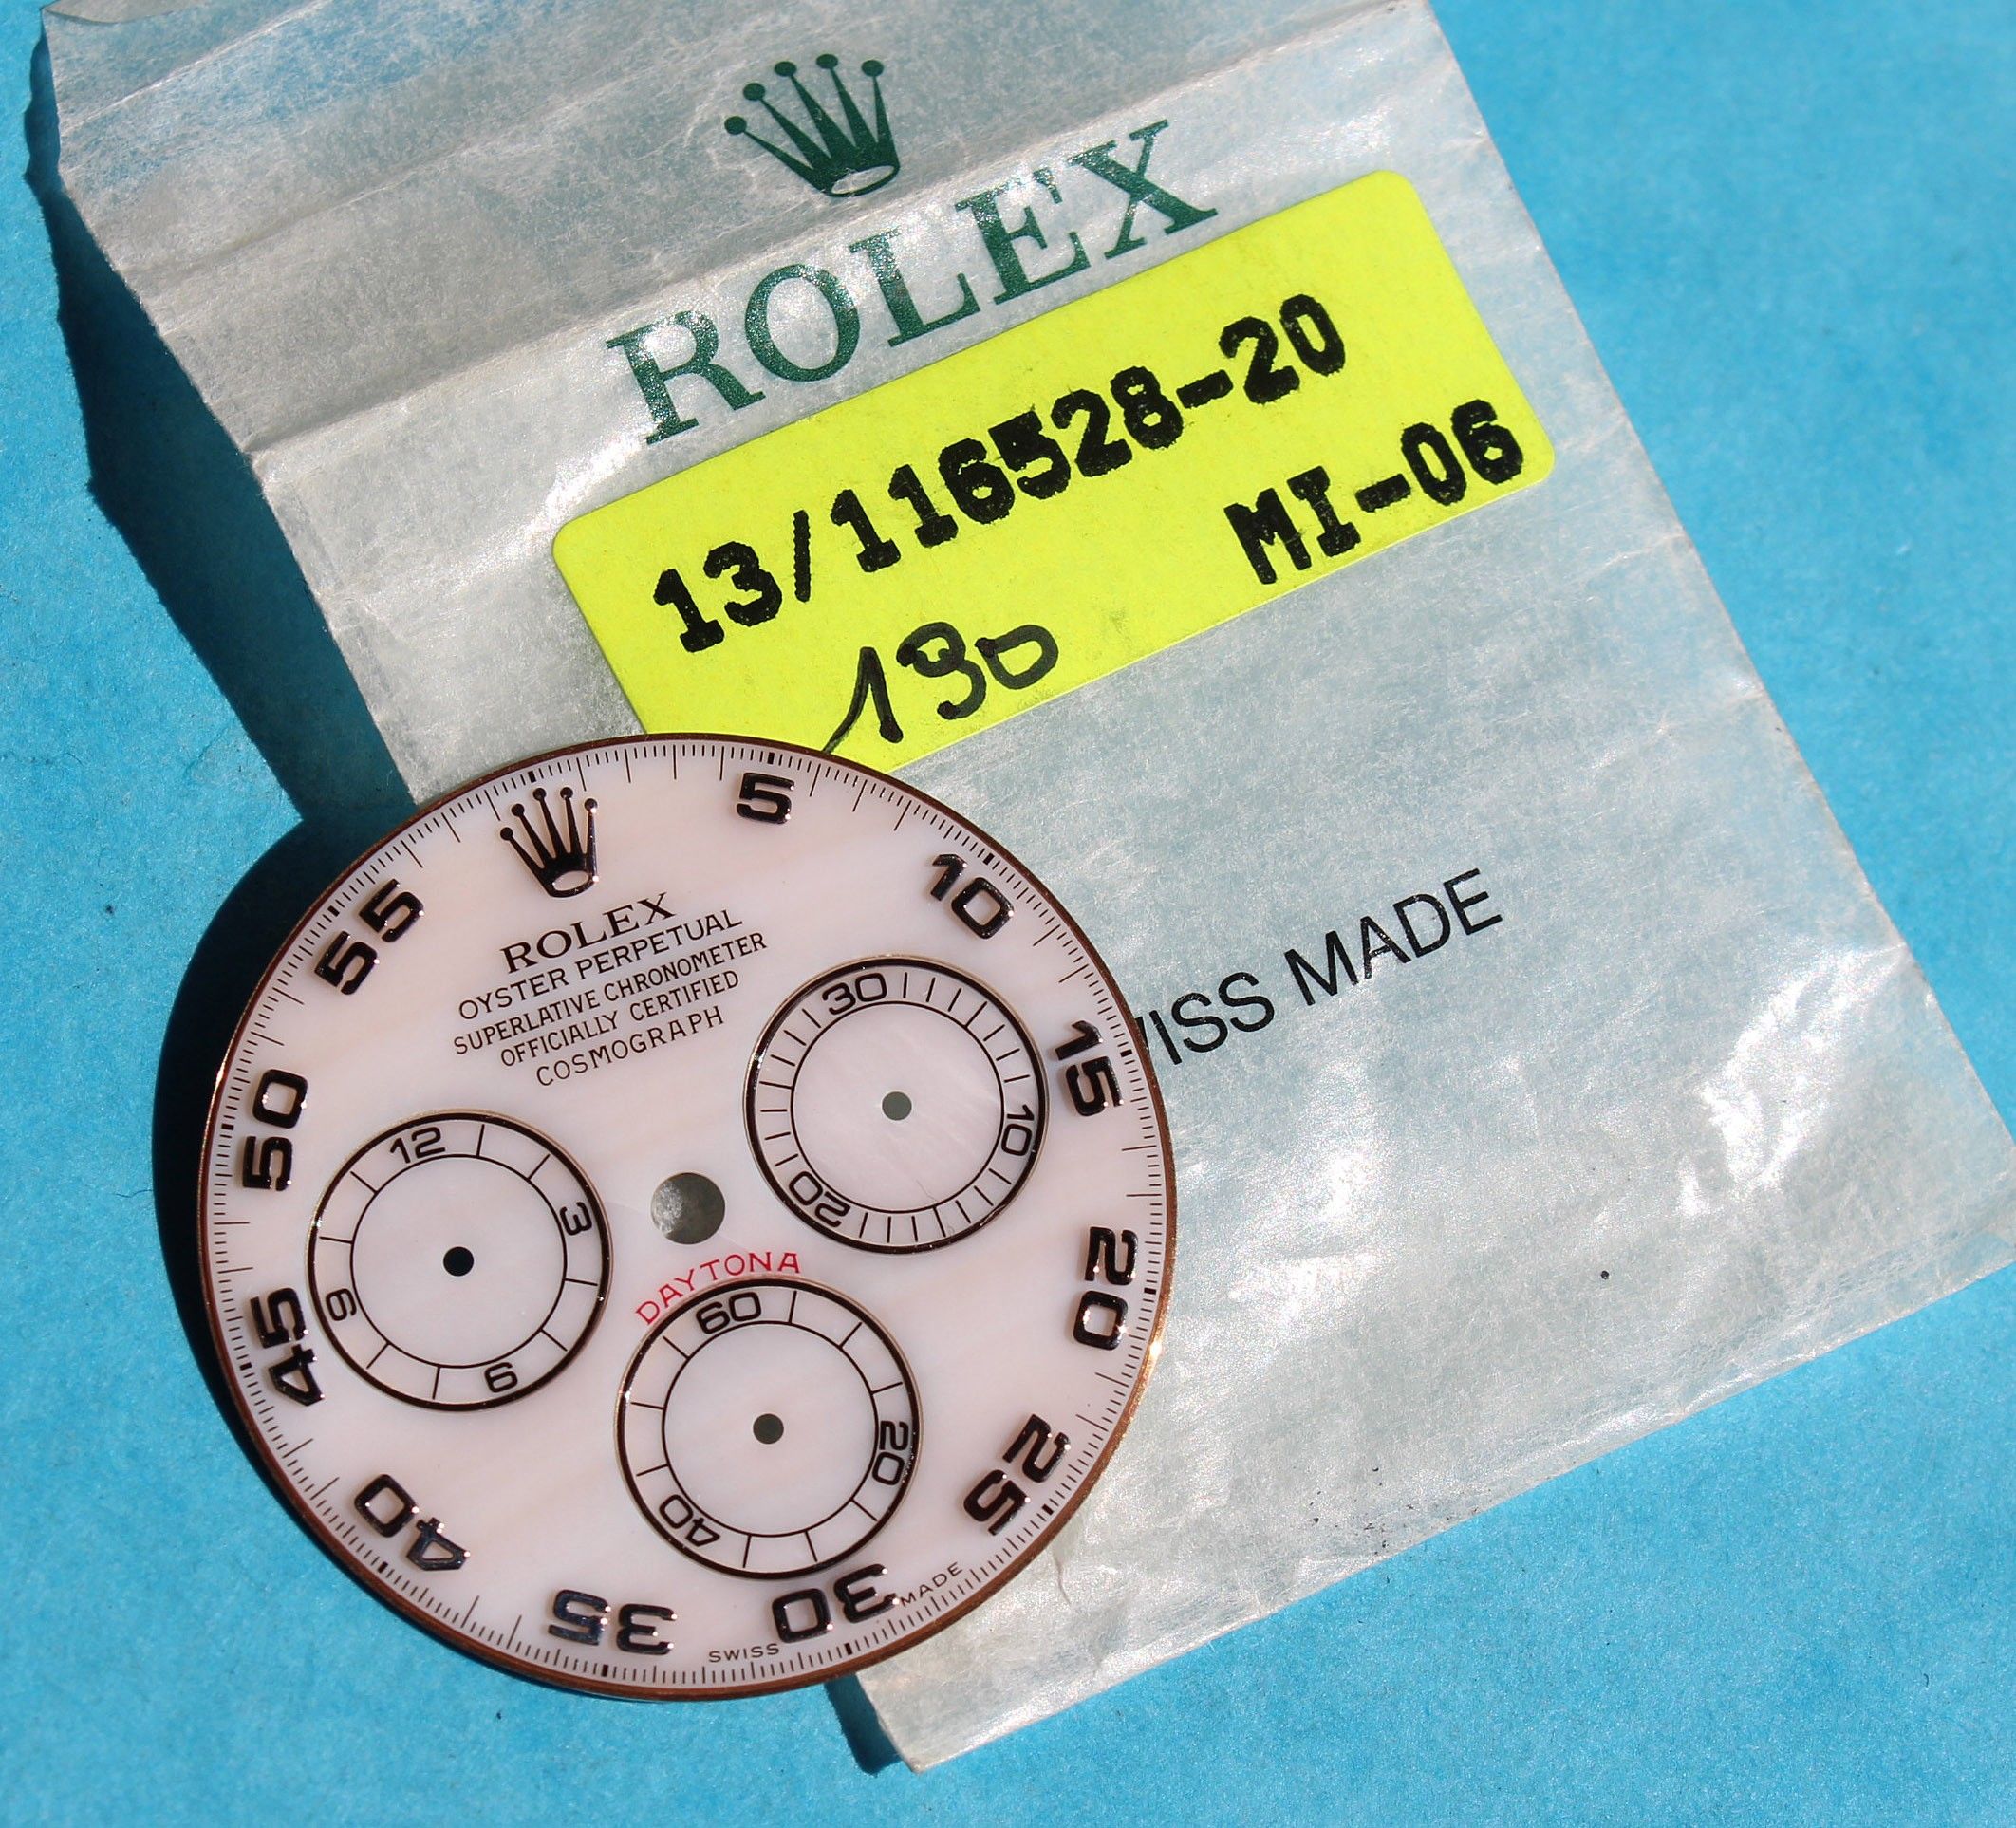 ROLEX
13/116528-20
MI-06
190
WISS MADE
5
10
15
20
25
30
35
40
45
50
55
ROLEX
OYSTER PERPETUAL
SUPERLATIVE CHRONOMETER
OFFICIALLY CERTIFIED
COSMOGRAPH
30
10
20
12
3
6
9
DAYTONA
60
20
40
SWISS MADE